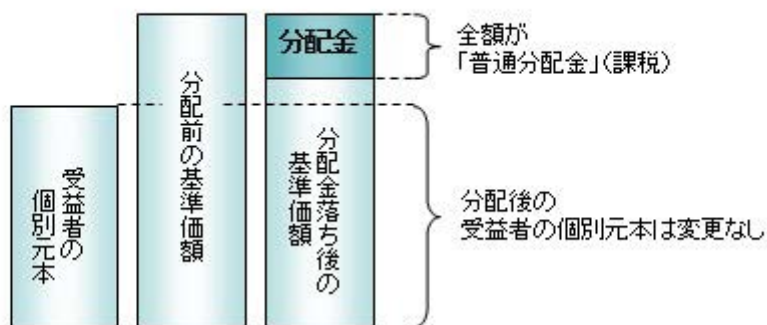 受益者の
個別元本
分配前の基準価額
分配金
分配金落ち後の
基準価額
全額が
「普通分配金」(課税)
分配後の
受益者の個別元本は変更なし